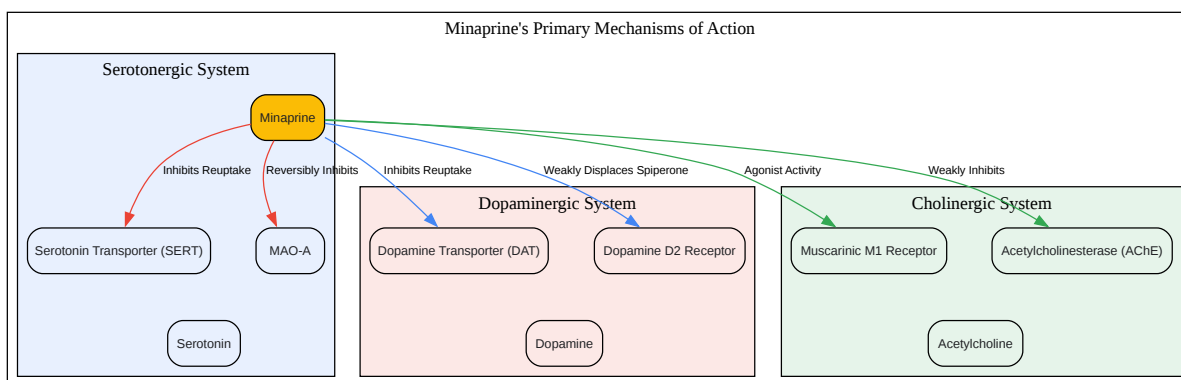 Minaprine's Primary Mechanisms of Action
Serotonergic System
Minaprine
Inhibits Reuptake
Reversibly Inhibits
Inhibits Reuptake
Weakly Displaces Spiperone
Agonist Activity
Weakly Inhibits
Dopaminergic System
Cholinergic System
Serotonin Transporter (SERT)
MAO-A
Dopamine Transporter (DAT)
Dopamine D2 Receptor
Muscarinic M1 Receptor
Acetylcholinesterase (AChE)
Serotonin
Dopamine
Acetylcholine